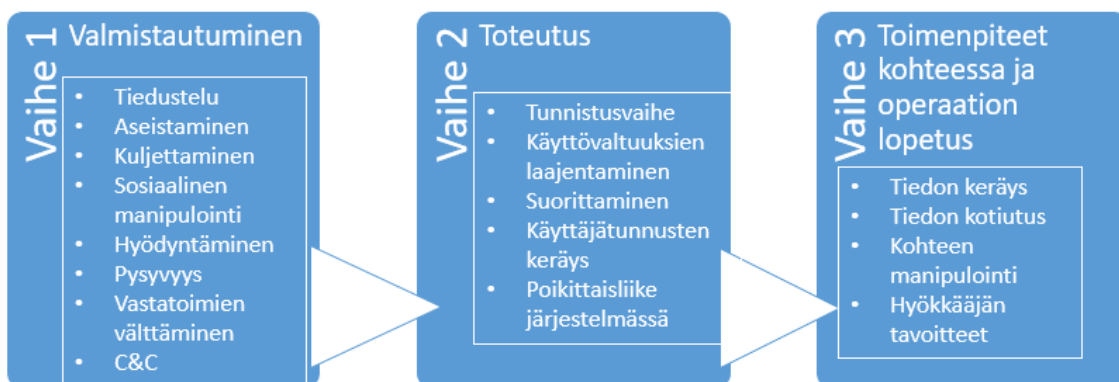 Vaihe 1
Valmistautuminen
• Tiedustelu
• Aseistaminen
• Kuljettaminen
• Sosiaalinen
manipulointi
• Hyödyntäminen
• Pysyvyys
• Vastatoimien
välttäminen
• C&C
Vaihe 2
Toteutus
• Tunnistusvaihe
• Käyttövaltuuksien
laajentaminen
• Suorittaminen
• Käyttäjätunnusten
keräys
• Poikittaisliike
järjestelmässä
Vaihe 3
Toimenpiteet
kohteessa ja
operaation
lopetus
• Tiedon keräys
• Tiedon kotiutus
• Kohteen
manipulointi
• Hyökkääjän
tavoitteet